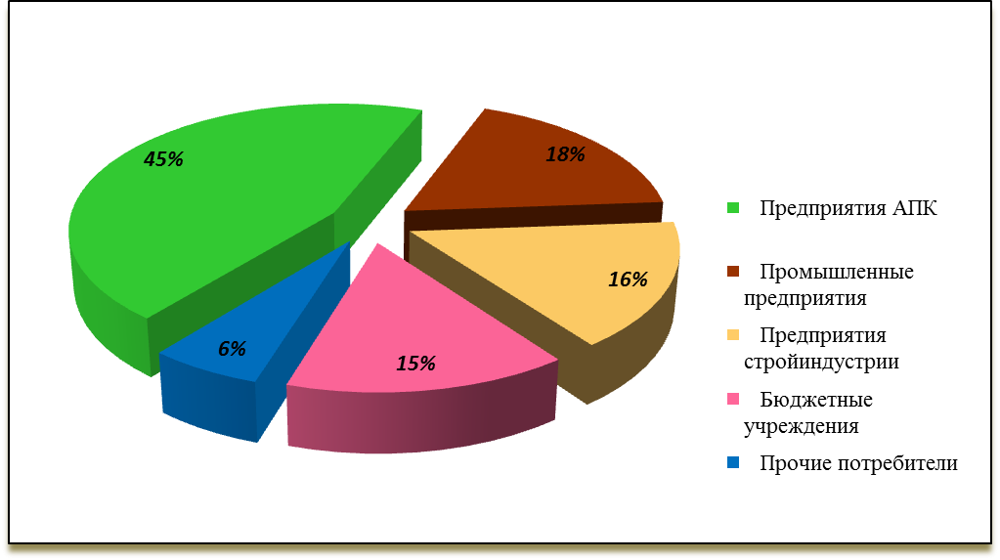 45%
18%
16%
15%
6%
Предприятия АПК
Промышленные
предприятия
Предприятия
стройиндустрии
Бюджетные
учреждения
Прочие потребители